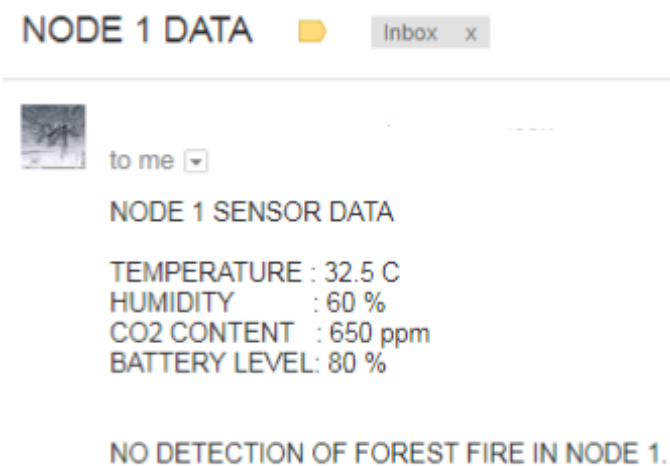 NODE 1 DATA Inbox x
to me
NODE 1 SENSOR DATA
TEMPERATURE : 32.5 C
HUMIDITY : 60 %
CO2 CONTENT : 650 ppm
BATTERY LEVEL: 80 %
NO DETECTION OF FOREST FIRE IN NODE 1.